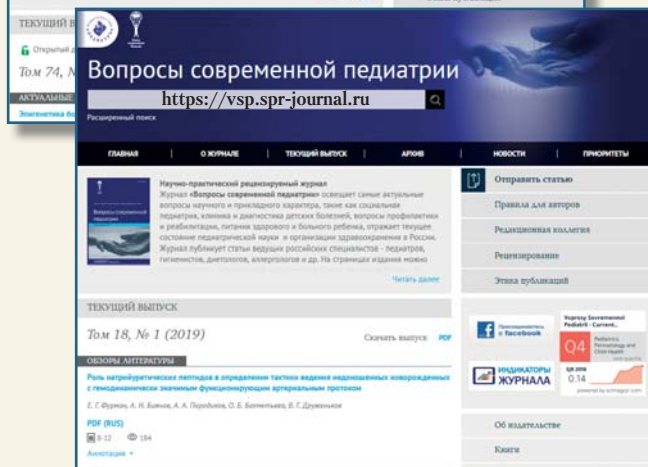 ТЕКУЩИЙ В
Открытый д
Том 74, N
АКТУАЛЬНЫЕ
Эпигенетика бо
Вопросы современной педиатрии
https://vsp.spr-journal.ru
Расширенный поиск
ГЛАВНАЯ | О ЖУРНАЛЕ | ТЕКУЩИЙ ВЫПУСК | АРХИВ | НОВОСТИ | ПРИОРИТЕТЫ
Научно-практический рецензируемый журнал
Журнал «Вопросы современной педиатрии» освещает самые актуальные
вопросы научного и прикладного характера, такие как социальная
педиатрия, клиника и диагностика детских болезней, вопросы профилактики
и реабилитации, питания здорового и больного ребенка, отражает текущее
состояние педиатрической науки и организации здравоохранения в России.
Журнал публикует статьи ведущих российских специалистов - педиатров,
гигиенистов, диетологов, аллергологов и др. На страницах издания можно
Читать далее
ТЕКУЩИЙ ВЫПУСК
Том 18, № 1 (2019)
Скачать выпуск PDF
ОБЗОРЫ ЛИТЕРАТУРЫ
Роль натрийуретических пептидов в определение тактики ведения недоношенных новорожденных
с гемодинамически значимым функционирующим артериальным протоком
Е. Г. Фурман, А. Н. Биянов, А. А. Породиков, О. Б. Бахметьева, В. Г. Дружинькова
PDF (RUS)
8-12 184
Аннотация
Отправить статью
Правила для авторов
Редакционная коллегия
Рецензирование
Этика публикаций
Присоединяйтесь
в facebook
ИНДИКАТОРЫ
ЖУРНАЛА
Voprosy Sovremennoi
Pediatrii - Current...
Q4
Pediatrics,
Perinatology and
Child Health
best quartile
SJR 2018
0.14
powered by scimagojr.com
Об издательстве
Книги